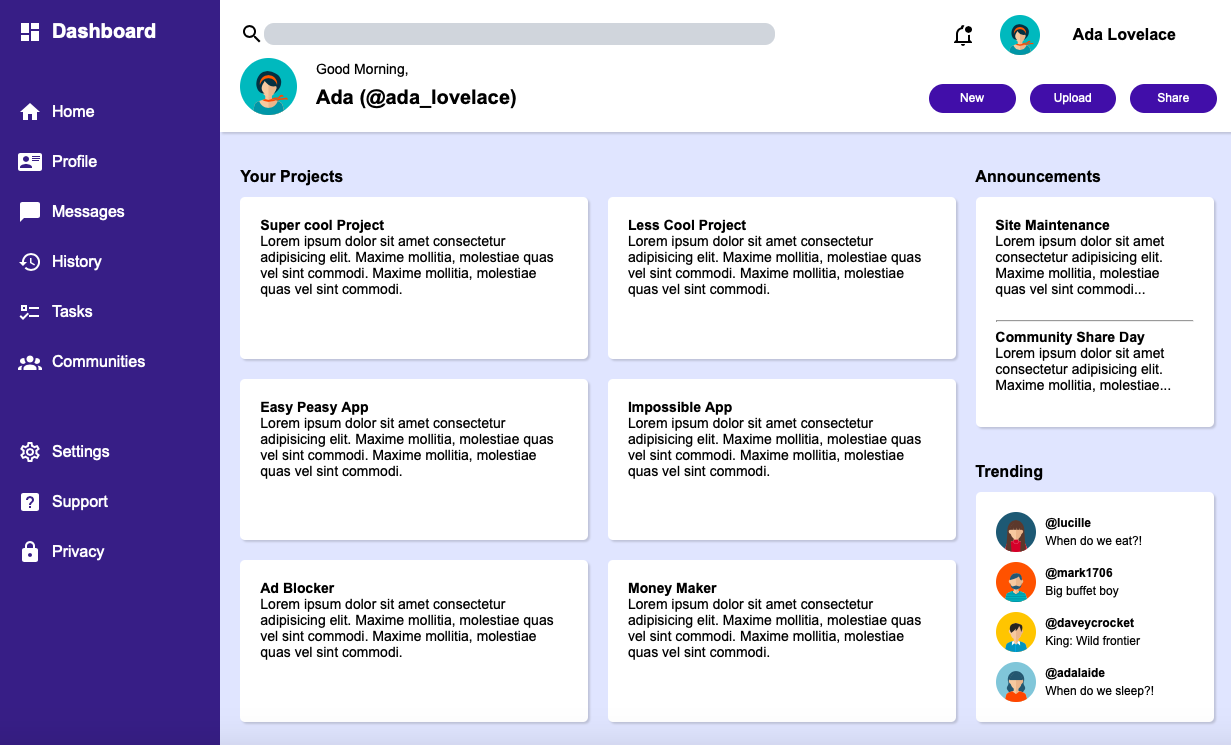 Dashboard
Home
Profile
Messages
History
Tasks
Communities
Settings
Support
Privacy
Ada Lovelace
Good Morning,
Ada (@ada_lovelace)
New
Upload
Share
Your Projects
Super cool Project
Lorem ipsum dolor sit amet consectetur
adipisicing elit. Maxime mollitia, molestiae quas
vel sint commodi. Maxime mollitia, molestiae
quas vel sint commodi.
Less Cool Project
Lorem ipsum dolor sit amet consectetur
adipisicing elit. Maxime mollitia, molestiae quas
vel sint commodi. Maxime mollitia, molestiae
quas vel sint commodi.
Easy Peasy App
Lorem ipsum dolor sit amet consectetur
adipisicing elit. Maxime mollitia, molestiae quas
vel sint commodi. Maxime mollitia, molestiae
quas vel sint commodi.
Impossible App
Lorem ipsum dolor sit amet consectetur
adipisicing elit. Maxime mollitia, molestiae quas
vel sint commodi. Maxime mollitia, molestiae
quas vel sint commodi.
Ad Blocker
Lorem ipsum dolor sit amet consectetur
adipisicing elit. Maxime mollitia, molestiae quas
vel sint commodi. Maxime mollitia, molestiae
quas vel sint commodi.
Money Maker
Lorem ipsum dolor sit amet consectetur
adipisicing elit. Maxime mollitia, molestiae quas
vel sint commodi. Maxime mollitia, molestiae
quas vel sint commodi.
Announcements
Site Maintenance
Lorem ipsum dolor sit amet
consectetur adipisicing elit.
Maxime mollitia, molestiae
quas vel sint commodi...
Community Share Day
Lorem ipsum dolor sit amet
consectetur adipisicing elit.
Maxime mollitia, molestiae...
Trending
@lucille
When do we eat?!
@mark1706
Big buffet boy
@daveycrocket
King: Wild frontier
@adalaide
When do we sleep?!